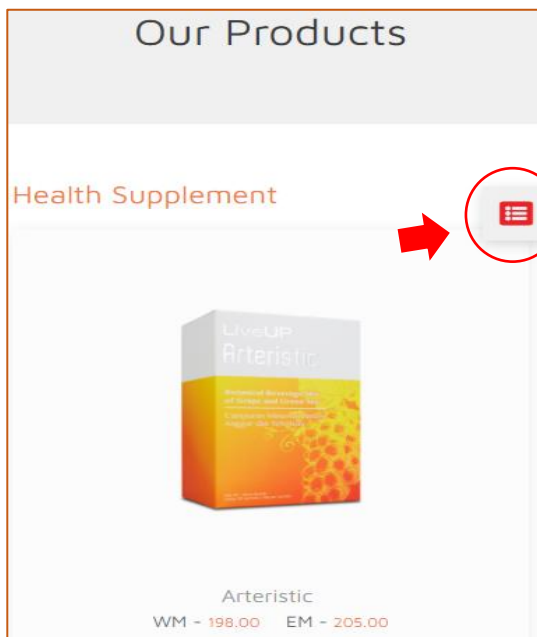 Our Products
Health Supplement
LiveUP
Arteristic
Arteristic
WM - 198.00 EM - 205.00